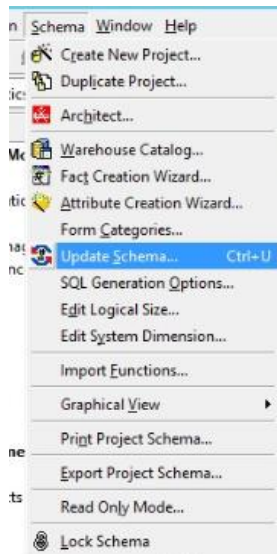 Schema Window Help
Create New Project...
Duplicate Project...
Architect...
Warehouse Catalog...
Fact Creation Wizard...
Attribute Creation Wizard...
Form Categories...
Update Schema... Ctrl+U
SQL Generation Options...
Edit Logical Size...
Edit System Dimension...
Import Functions...
Graphical View
Print Project Schema...
Export Project Schema...
Read Only Mode...
Lock Schema